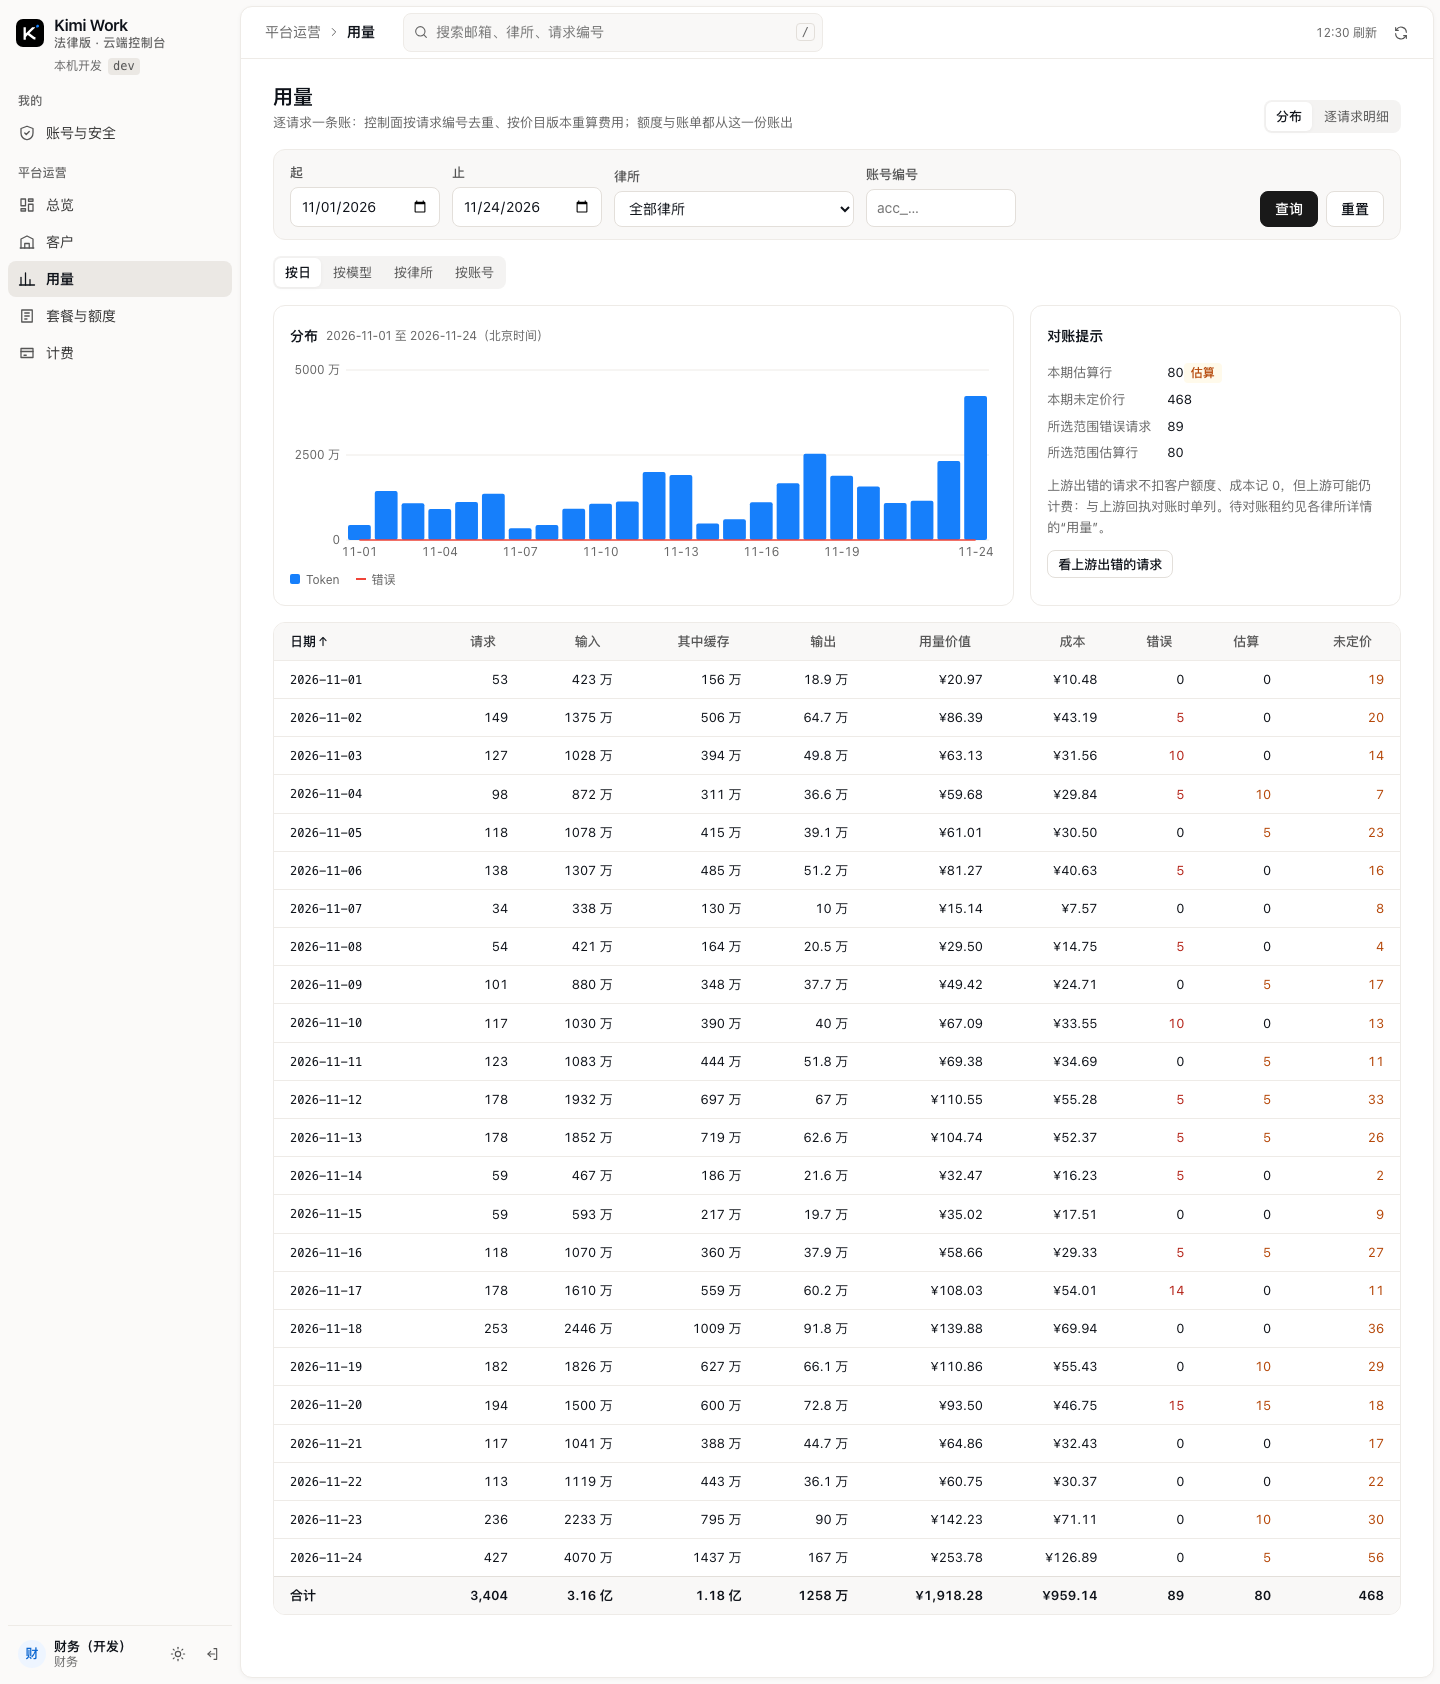 Kimi Work
法律版 · 云端控制台
本机开发 dev
我的
账号与安全
平台运营
总览
客户
用量
套餐与额度
计费
财 财务（开发）
财务
平台运营 > 用量
搜索邮箱、律所、请求编号 /
12:30 刷新
用量
逐请求一条账：控制面按请求编号去重、按价目版本重算费用；额度与账单都从这一份账出
分布 逐请求明细
起 止 律所 账号编号
11/01/2026 11/24/2026 全部律所 acc_... 查询 重置
按日 按模型 按律所 按账号
分布 2026-11-01 至 2026-11-24（北京时间）
5000 万
2500 万
0
11-01 11-04 11-07 11-10 11-13 11-16 11-19 11-24
Token 错误
对账提示
本期估算行 80 估算
本期未定价行 468
所选范围错误请求 89
所选范围估算行 80
上游出错的请求不扣客户额度、成本记 0，但上游可能仍
计费：与上游回执对账时单列。待对账租约见各律所详情
的“用量”。
看上游出错的请求
日期↑ 请求 输入 其中缓存 输出 用量价值 成本 错误 估算 未定价
2026-11-01 53 423 万 156 万 18.9 万 ¥20.97 ¥10.48 0 0 19
2026-11-02 149 1375 万 506 万 64.7 万 ¥86.39 ¥43.19 5 0 20
2026-11-03 127 1028 万 394 万 49.8 万 ¥63.13 ¥31.56 10 0 14
2026-11-04 98 872 万 311 万 36.6 万 ¥59.68 ¥29.84 5 10 7
2026-11-05 118 1078 万 415 万 39.1 万 ¥61.01 ¥30.50 0 5 23
2026-11-06 138 1307 万 485 万 51.2 万 ¥81.27 ¥40.63 5 0 16
2026-11-07 34 338 万 130 万 10 万 ¥15.14 ¥7.57 0 0 8
2026-11-08 54 421 万 164 万 20.5 万 ¥29.50 ¥14.75 5 0 4
2026-11-09 101 880 万 348 万 37.7 万 ¥49.42 ¥24.71 0 5 17
2026-11-10 117 1030 万 390 万 40 万 ¥67.09 ¥33.55 10 0 13
2026-11-11 123 1083 万 444 万 51.8 万 ¥69.38 ¥34.69 0 5 11
2026-11-12 178 1932 万 697 万 67 万 ¥110.55 ¥55.28 5 5 33
2026-11-13 178 1852 万 719 万 62.6 万 ¥104.74 ¥52.37 5 5 26
2026-11-14 59 467 万 186 万 21.6 万 ¥32.47 ¥16.23 5 0 2
2026-11-15 59 593 万 217 万 19.7 万 ¥35.02 ¥17.51 0 0 9
2026-11-16 118 1070 万 360 万 37.9 万 ¥58.66 ¥29.33 5 5 27
2026-11-17 178 1610 万 559 万 60.2 万 ¥108.03 ¥54.01 14 0 11
2026-11-18 253 2446 万 1009 万 91.8 万 ¥139.88 ¥69.94 0 0 36
2026-11-19 182 1826 万 627 万 66.1 万 ¥110.86 ¥55.43 0 10 29
2026-11-20 194 1500 万 600 万 72.8 万 ¥93.50 ¥46.75 15 15 18
2026-11-21 117 1041 万 388 万 44.7 万 ¥64.86 ¥32.43 0 0 17
2026-11-22 113 1119 万 443 万 36.1 万 ¥60.75 ¥30.37 0 0 22
2026-11-23 236 2233 万 795 万 90 万 ¥142.23 ¥71.11 0 10 30
2026-11-24 427 4070 万 1437 万 167 万 ¥253.78 ¥126.89 0 5 56
合计 3,404 3.16 亿 1.18 亿 1258 万 ¥1,918.28 ¥959.14 89 80 468